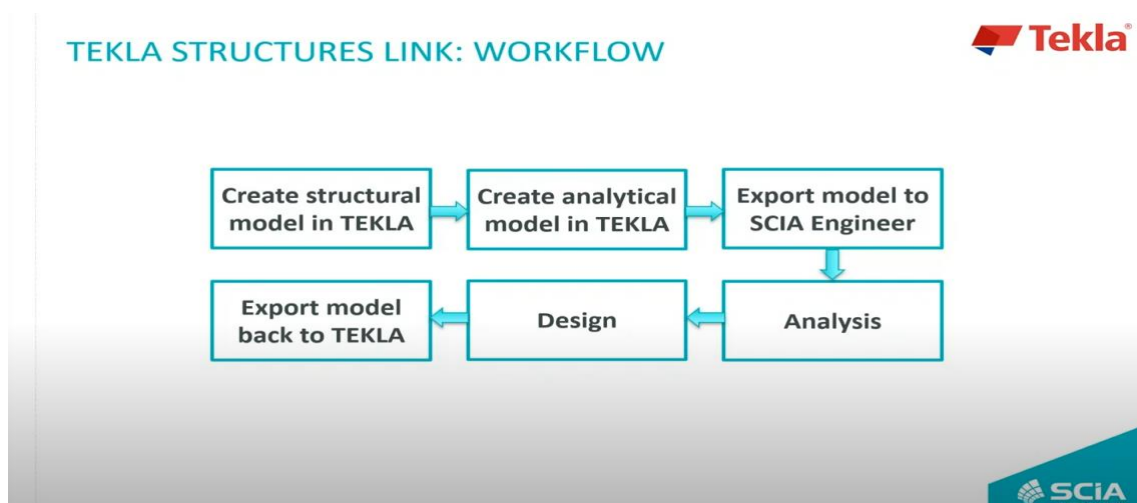 TEKLA STRUCTURES LINK: WORKFLOW
Tekla®
Create structural
model in TEKLA
Create analytical
model in TEKLA
Export model to
SCIA Engineer
Export model
back to TEKLA
Design
Analysis
SCiA